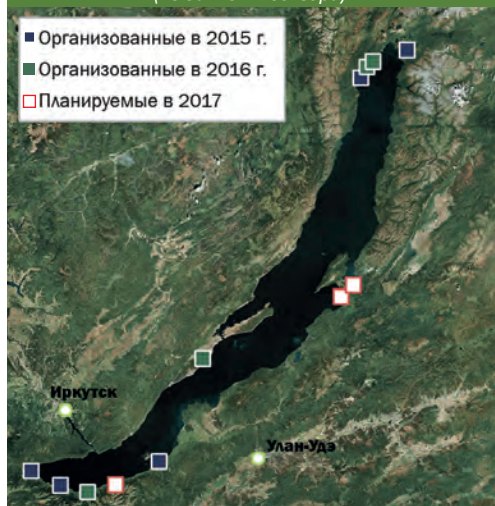 Организованные в 2015 г.
Организованные в 2016 г.
Планируемые в 2017
Иркутск
Улан-Удэ